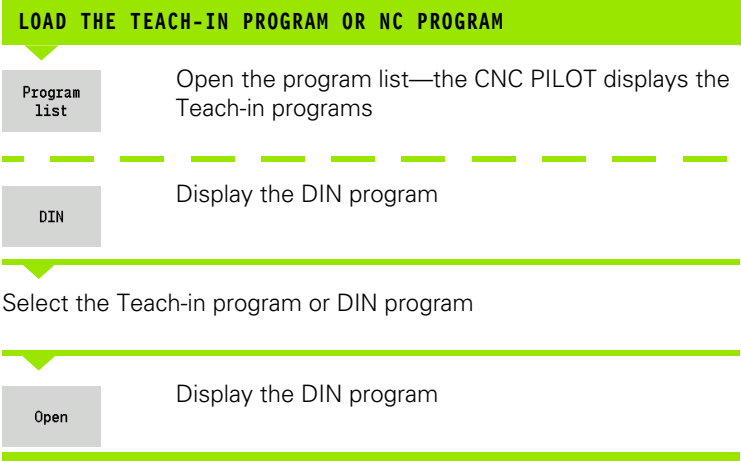 LOAD THE TEACH-IN PROGRAM OR NC PROGRAM
Program
list
Open the program list—the CNC PILOT displays the
Teach-in programs
DIN
Display the DIN program
Select the Teach-in program or DIN program
Open
Display the DIN program